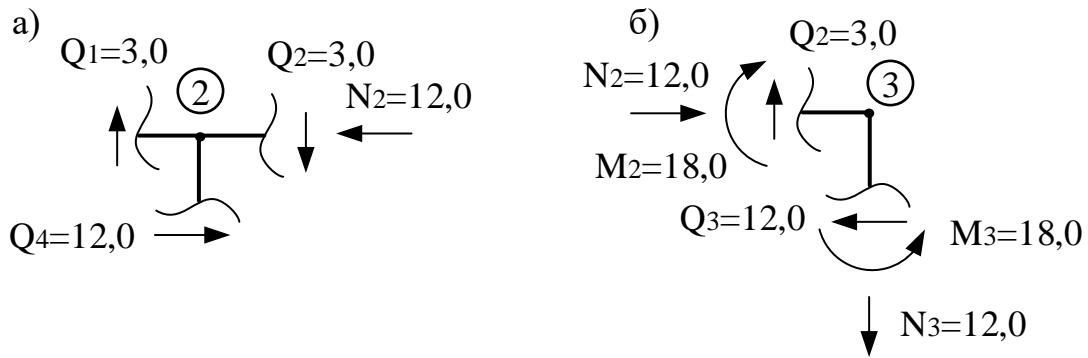 а)
Q1=3,0
2
Q2=3,0
N2=12,0
Q4=12,0
б)
Q2=3,0
N2=12,0
3
M2=18,0
Q3=12,0
M3=18,0
N3=12,0